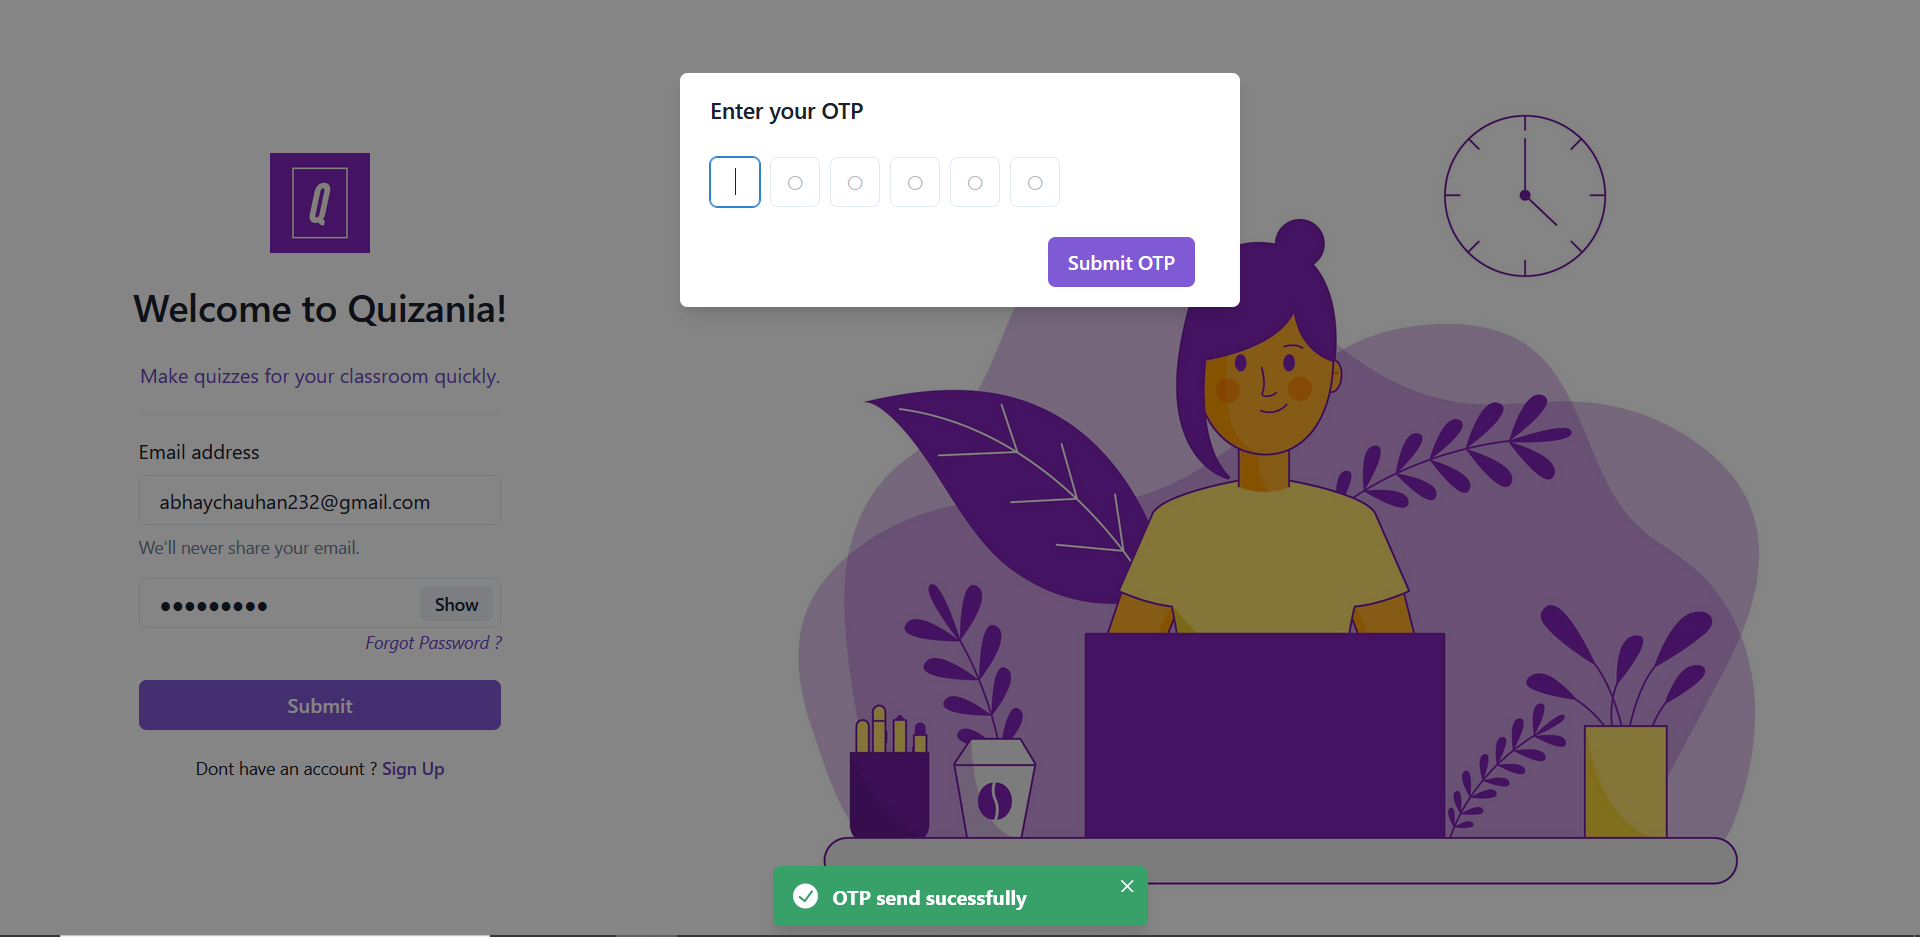 Enter your OTP
Submit OTP
Q
Welcome to Quizania!
Make quizzes for your classroom quickly.
Email address
abhaychauhan232@gmail.com
We'll never share your email.
●●●●●●●●●
Show
Forgot Password ?
Submit
Dont have an account ? Sign Up
OTP send sucessfully